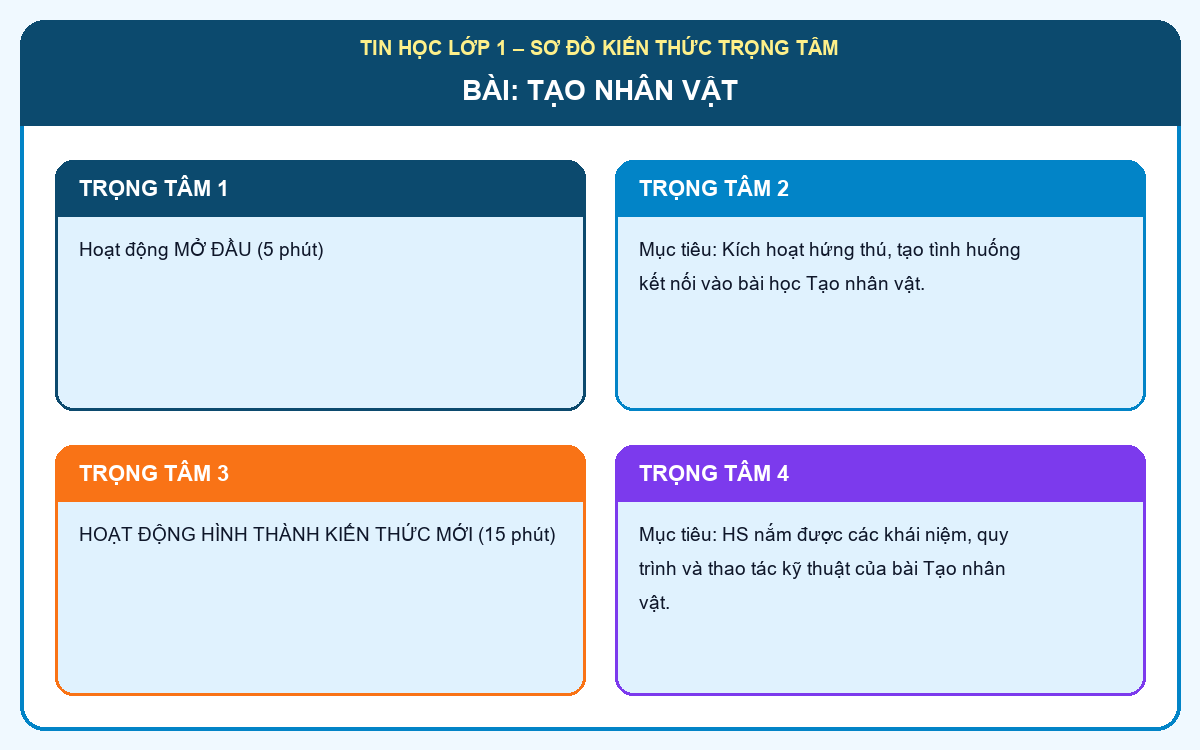 TIN HỌC LỚP 1 – SƠ ĐỒ KIẾN THỨC TRỌNG TÂM
BÀI: TẠO NHÂN VẬT
TRỌNG TÂM 1
Hoạt động MỞ ĐẦU (5 phút)
TRỌNG TÂM 2
Mục tiêu: Kích hoạt hứng thú, tạo tình huống
kết nối vào bài học Tạo nhân vật.
TRỌNG TÂM 3
HOẠT ĐỘNG HÌNH THÀNH KIẾN THỨC MỚI (15 phút)
TRỌNG TÂM 4
Mục tiêu: HS nắm được các khái niệm, quy
trình và thao tác kỹ thuật của bài Tạo nhân
vật.